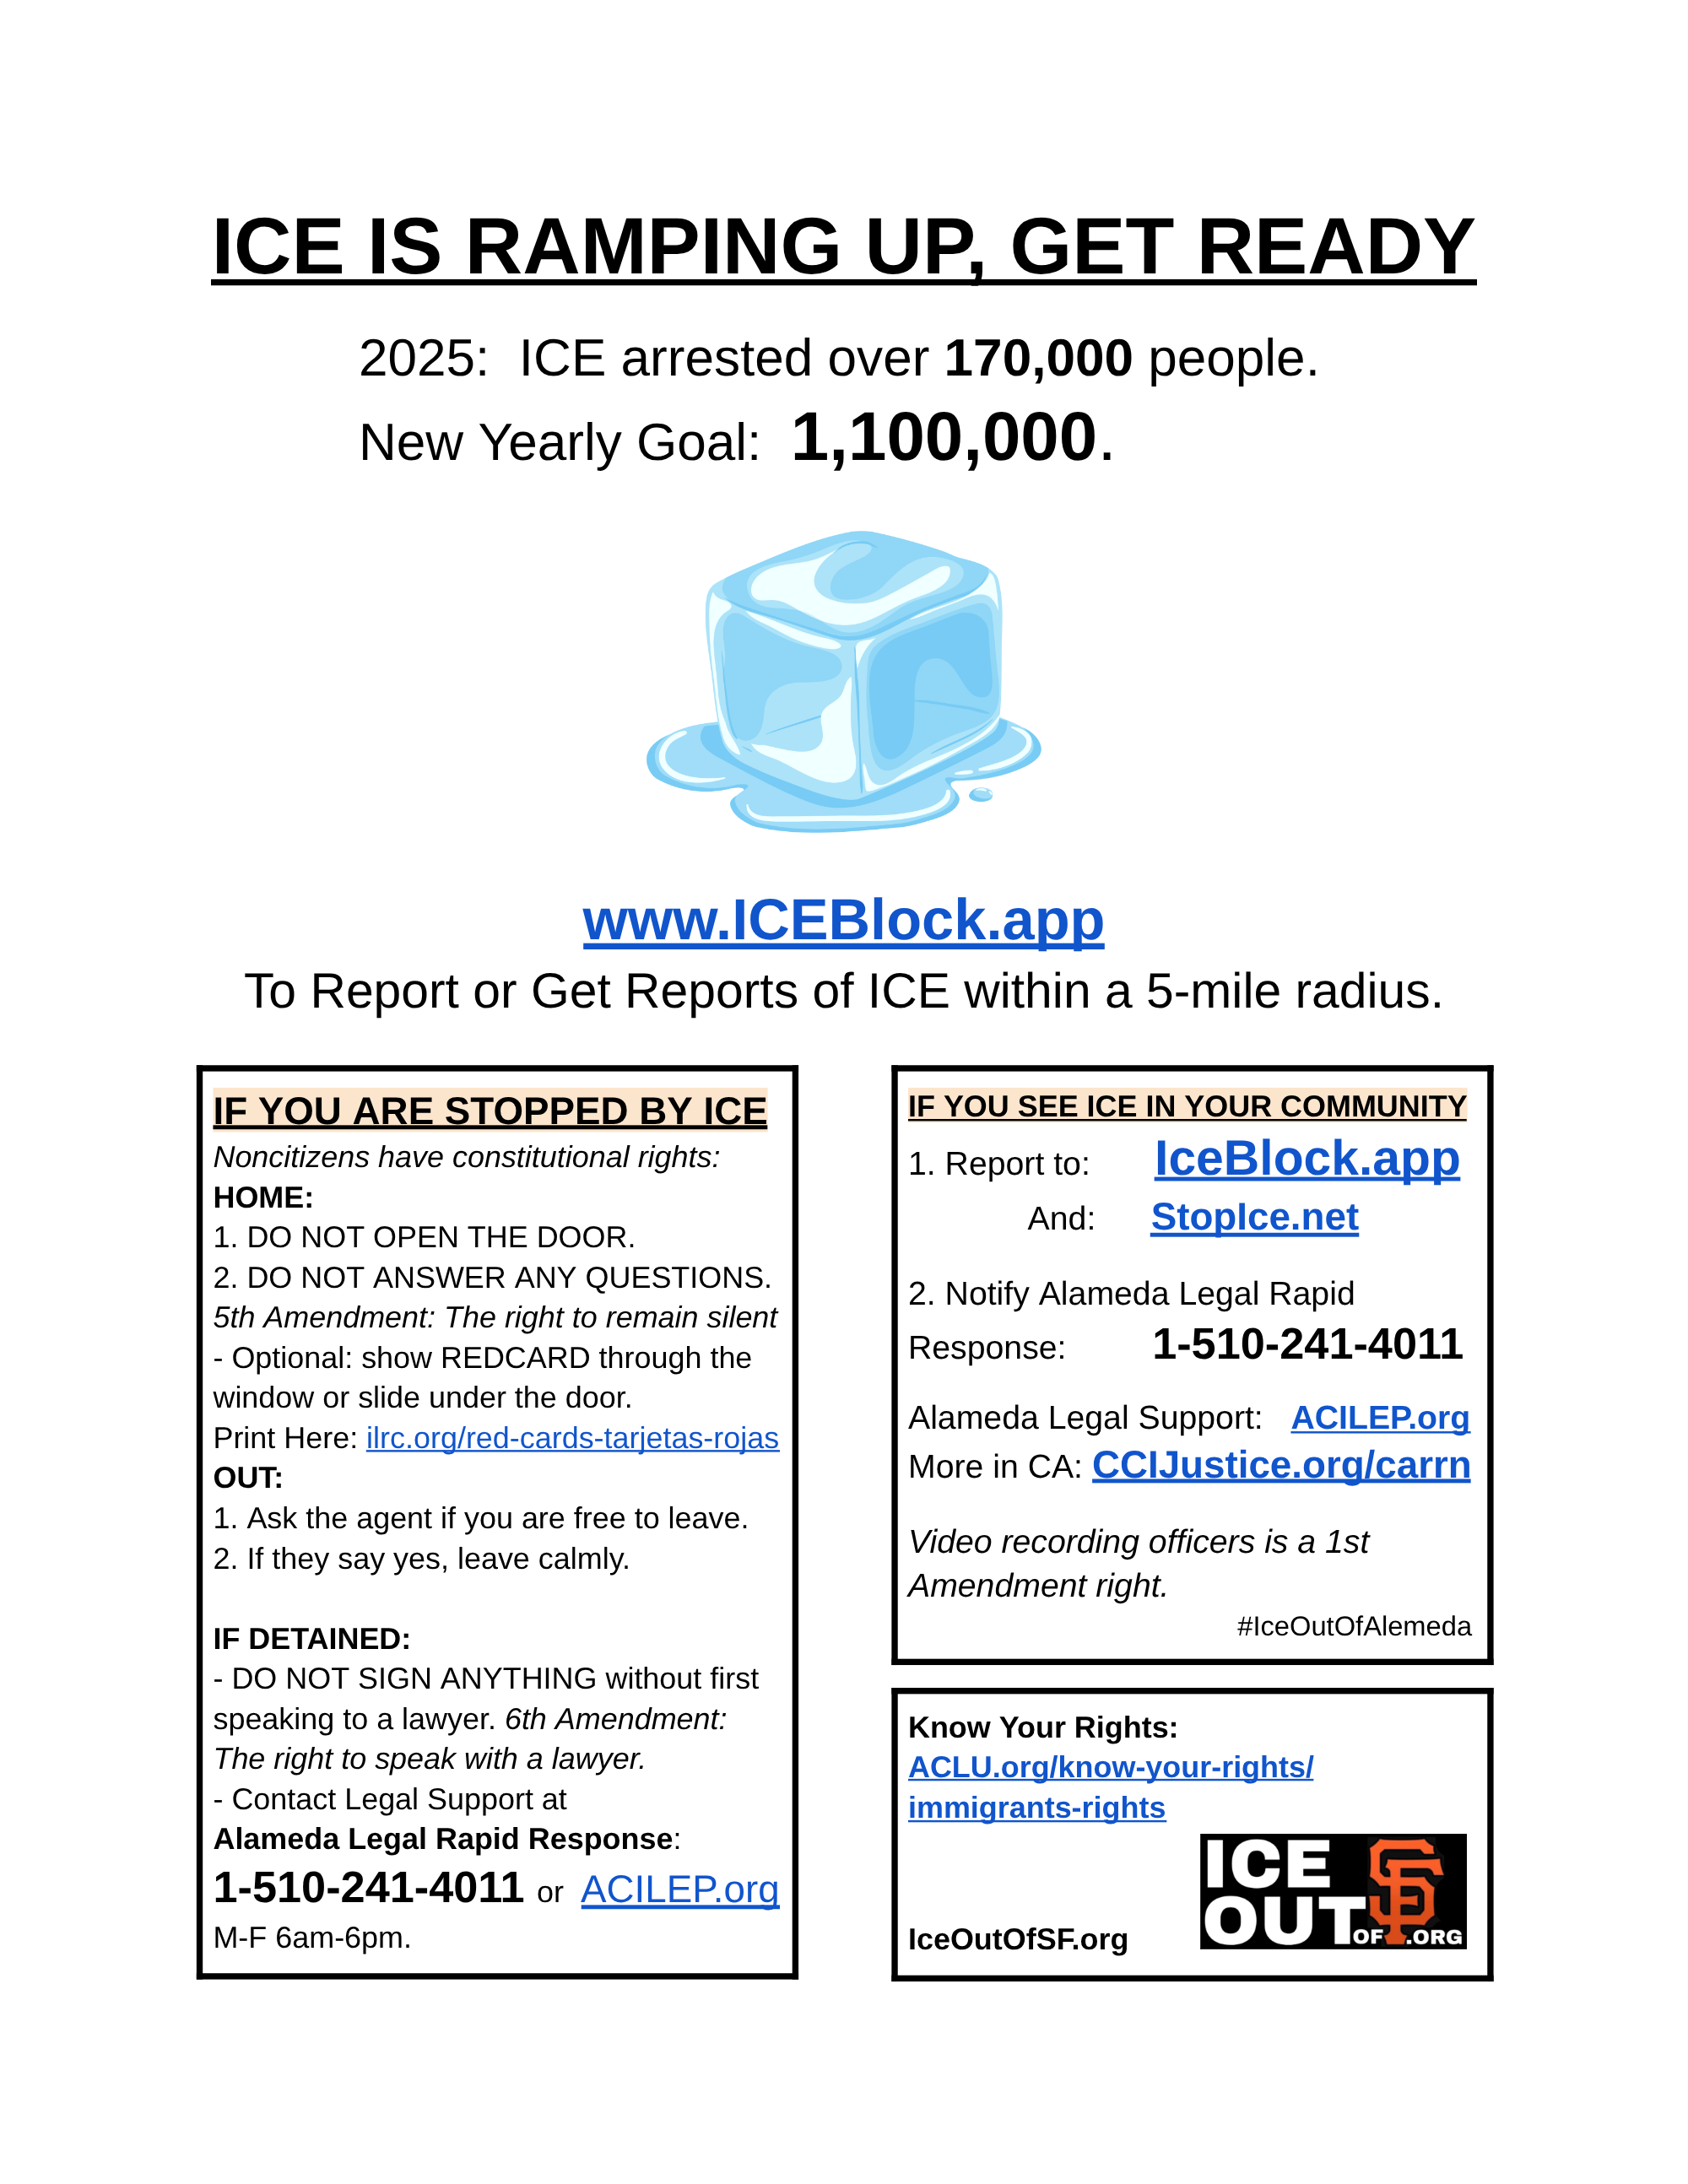 ICE IS RAMPING UP, GET READY
2025:  ICE arrested over 170,000 people.
New Yearly Goal:  1,100,000.
www.ICEBlock.app
To Report or Get Reports of ICE within a 5-mile radius.
IF YOU ARE STOPPED BY ICE
Noncitizens have constitutional rights:
HOME:
1. DO NOT OPEN THE DOOR.
2. DO NOT ANSWER ANY QUESTIONS.
5th Amendment: The right to remain silent
- Optional: show REDCARD through the
window or slide under the door.
Print Here: ilrc.org/red-cards-tarjetas-rojas
OUT:
1. Ask the agent if you are free to leave.
2. If they say yes, leave calmly.
IF DETAINED:
- DO NOT SIGN ANYTHING without first
speaking to a lawyer. 6th Amendment:
The right to speak with a lawyer.
- Contact Legal Support at
Alameda Legal Rapid Response:
1-510-241-4011 or ACILEP.org
M-F 6am-6pm.
IF YOU SEE ICE IN YOUR COMMUNITY
1. Report to: IceBlock.app
And: StopIce.net
2. Notify Alameda Legal Rapid
Response: 1-510-241-4011
Alameda Legal Support: ACILEP.org
More in CA: CCIJustice.org/carrn
Video recording officers is a 1st
Amendment right.
#IceOutOfAlemeda
Know Your Rights:
ACLU.org/know-your-rights/
immigrants-rights
IceOutOfSF.org
ICE
OUT OF SF .ORG